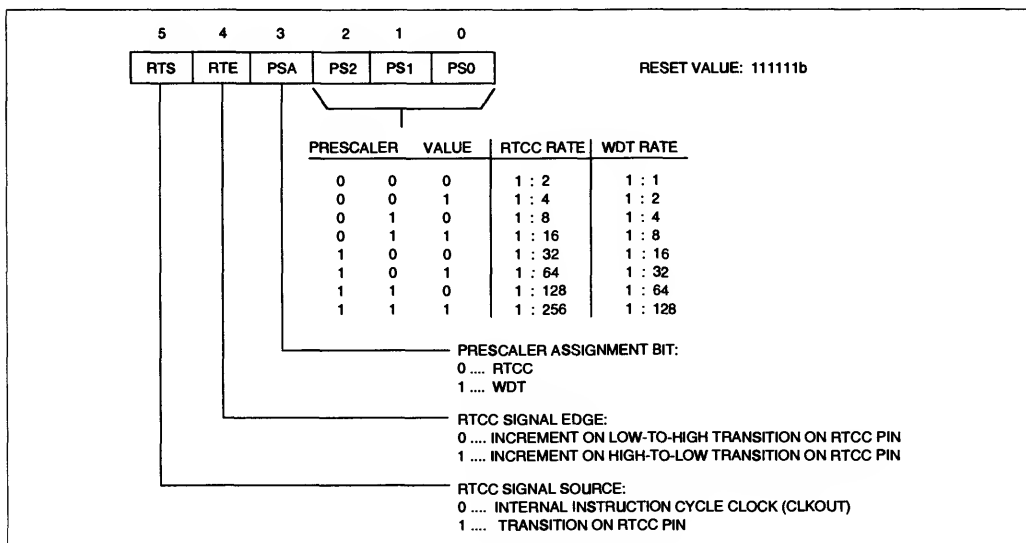 5 4 3 2 1 0
RTS RTE PSA PS2 PS1 PS0 RESET VALUE: 111111b
PRESCALER VALUE RTCC RATE WDT RATE
0 0 0 1 : 2 1 : 1
0 0 1 1 : 4 1 : 2
0 1 0 1 : 8 1 : 4
0 1 1 1 : 16 1 : 8
1 0 0 1 : 32 1 : 16
1 0 1 1 : 64 1 : 32
1 1 0 1 : 128 1 : 64
1 1 1 1 : 256 1 : 128
PRESCALER ASSIGNMENT BIT:
0 .... RTCC
1 .... WDT
RTCC SIGNAL EDGE:
0 .... INCREMENT ON LOW-TO-HIGH TRANSITION ON RTCC PIN
1 .... INCREMENT ON HIGH-TO-LOW TRANSITION ON RTCC PIN
RTCC SIGNAL SOURCE:
0 .... INTERNAL INSTRUCTION CYCLE CLOCK (CLKOUT)
1 .... TRANSITION ON RTCC PIN